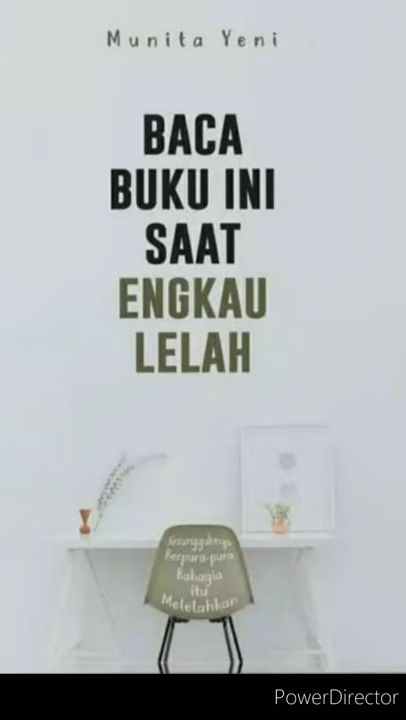 Munita Yeni
BACA
BUKU INI
SAAT
ENGKAU
LELAH
Sesungguhnya
Berpura-pura
Bahagia
itu
Melelahkan
PowerDirector